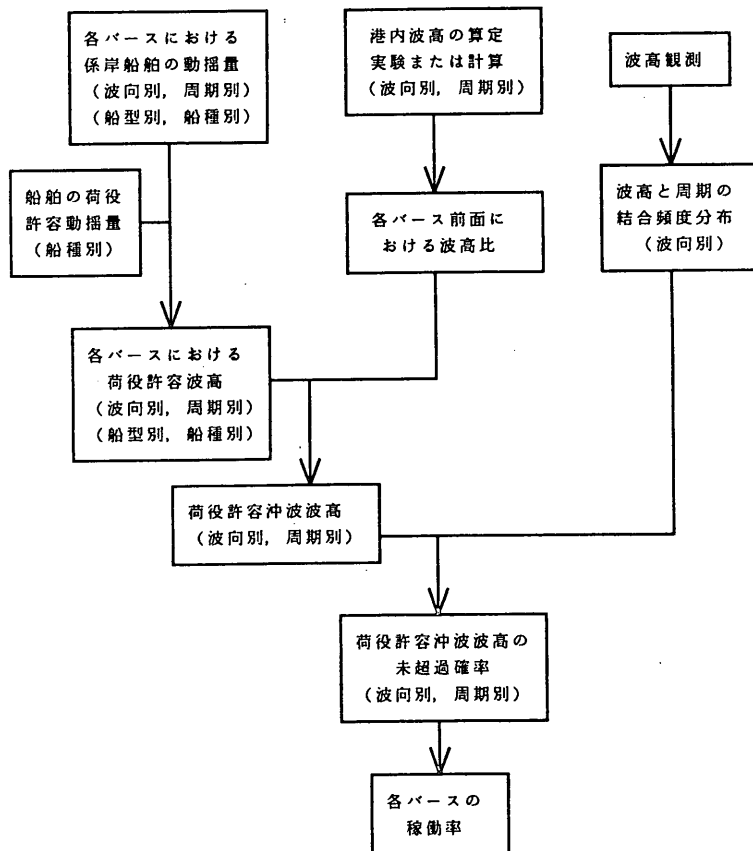 各バースにおける
係岸船舶の動揺量
(波向別, 周期別)
(船型別, 船種別)
港内波高の算定
実験または計算
(波向別, 周期別)
波高観測
船舶の荷役
許容動揺量
(船種別)
各バース前面に
おける波高比
波高と周期の
結合頻度分布
(波向別)
各バースにおける
荷役許容波高
(波向別, 周期別)
(船型別, 船種別)
荷役許容沖波波高
(波向別, 周期別)
荷役許容沖波波高の
未超過確率
(波向別, 周期別)
各バースの
稼働率